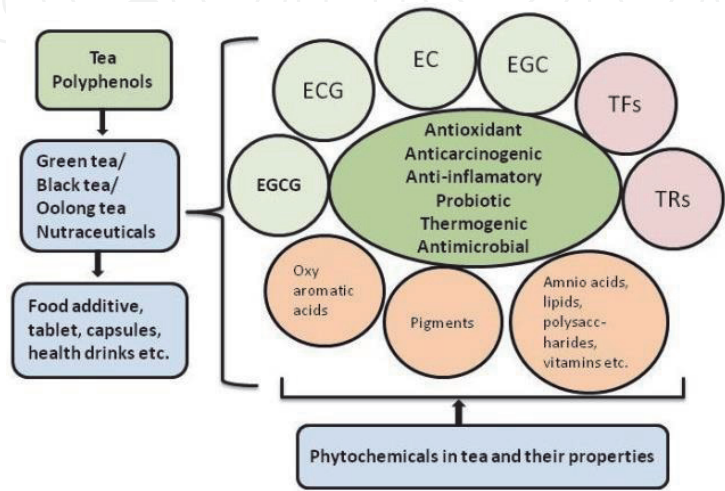 Tea
Polyphenols
Green tea/
Black tea/
Oolong tea
Nutraceuticals
Food additive,
tablet, capsules,
health drinks etc.
EGCG
ECG
EC
EGC
TFs
TRs
Antioxidant
Anticarcinogenic
Anti-inflamatory
Probiotic
Thermogenic
Antimicrobial
Oxy
aromatic
acids
Pigments
Amnio acids,
lipids,
polysacc-
harides,
vitamins etc.
Phytochemicals in tea and their properties